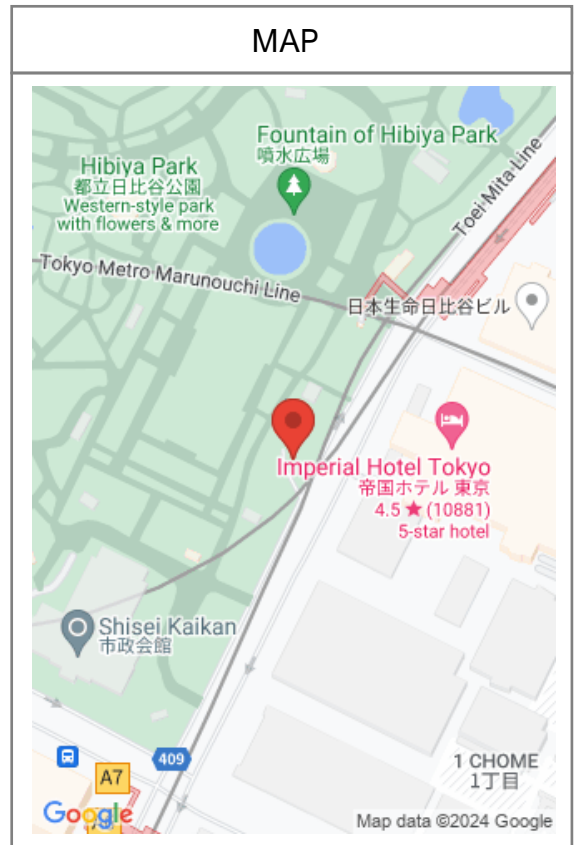 MAP
Fountain of Hibiya Park
噴水広場
Hibiya Park
都立日比谷公園
Western-style park
with flowers & more
Toei Mita Line
Tokyo Metro Marunouchi Line
日本生命日比谷ビル
Imperial Hotel Tokyo
帝国ホテル 東京
4.5 ★ (10881)
5-star hotel
Shisei Kaikan
市政会館
409
1 CHOME
1丁目
A7
Google
Map data ©2024 Google